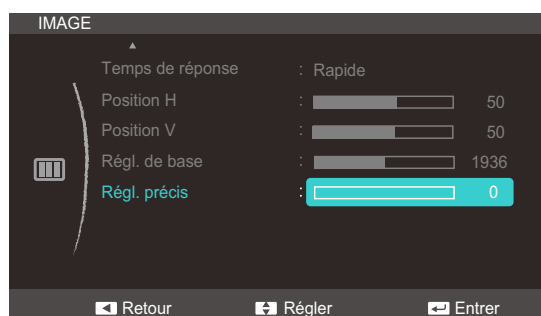 IMAGE
Temps de réponse : Rapide
Position H : 50
Position V : 50
Régl. de base : 1936
Régl. précis : 0
Retour Régler Entrer